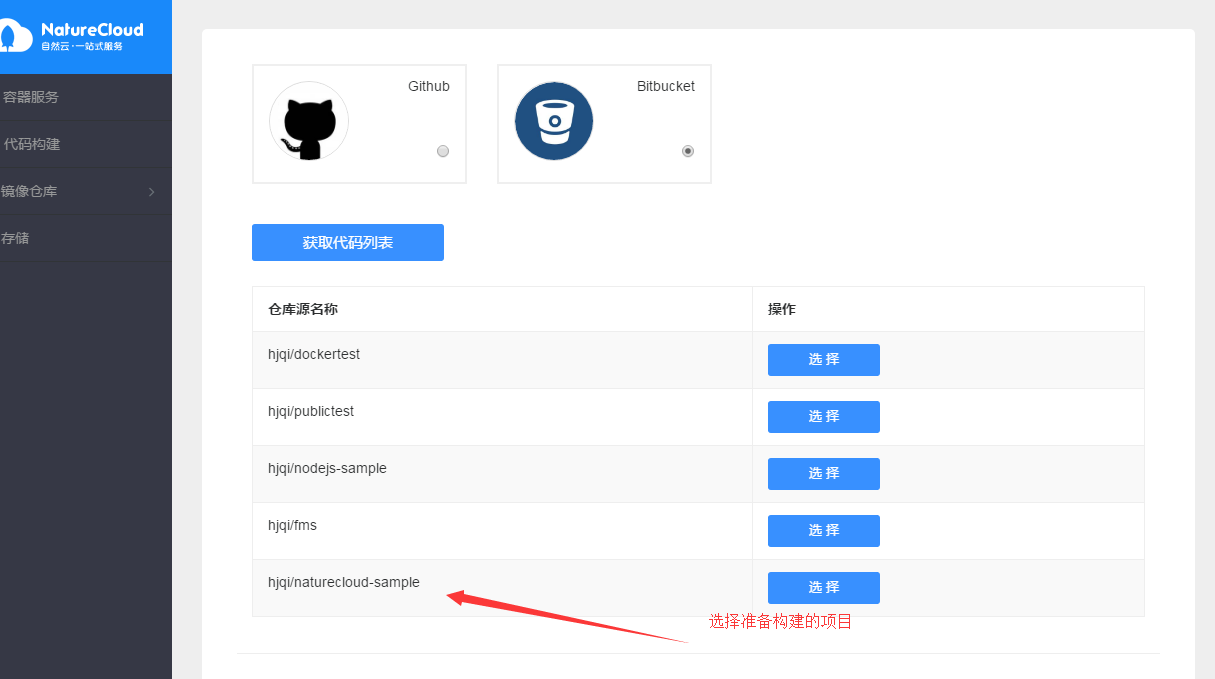 NatureCloud
自然云·一站式服务
容器服务
代码构建
镜像仓库
存储
Github
Bitbucket
获取代码列表
仓库源名称 操作
hjqi/dockertest 选 择
hjqi/publictest 选 择
hjqi/nodejs-sample 选 择
hjqi/fms 选 择
hjqi/naturecloud-sample 选 择
选择准备构建的项目